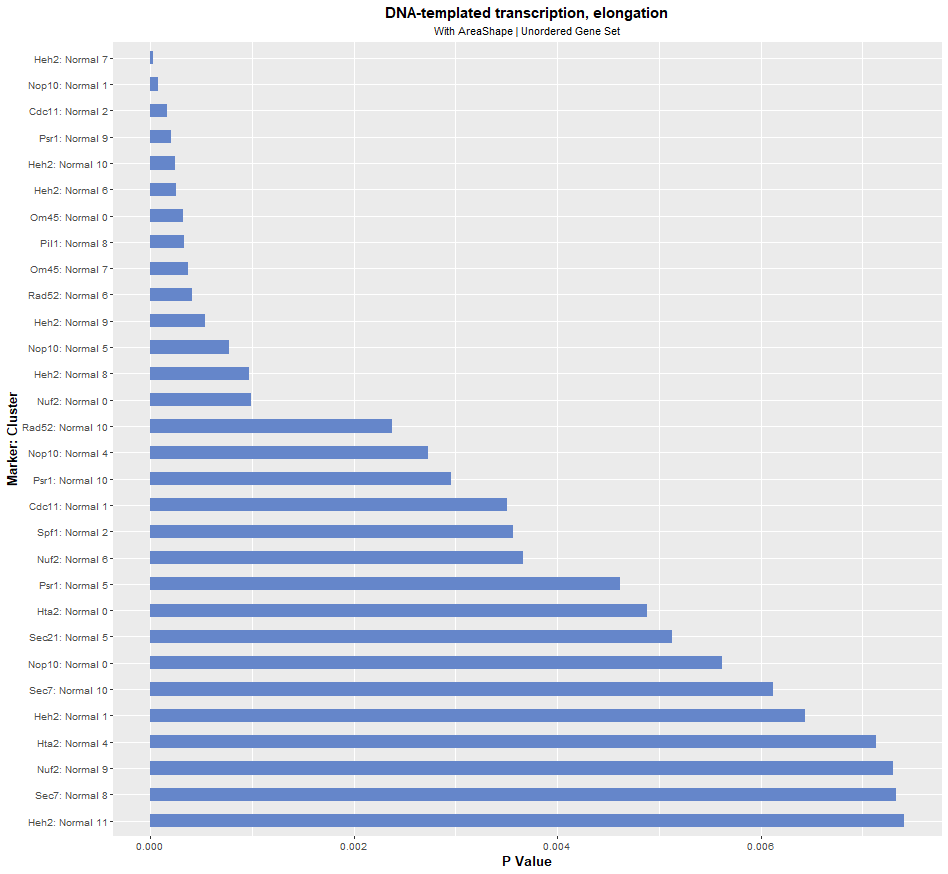 DNA-templated transcription, elongation
With AreaShape | Unordered Gene Set
Marker: Cluster
Heh2: Normal 7
Nop10: Normal 1
Cdc11: Normal 2
Psr1: Normal 9
Heh2: Normal 10
Heh2: Normal 6
Om45: Normal 0
Pil1: Normal 8
Om45: Normal 7
Rad52: Normal 6
Heh2: Normal 9
Nop10: Normal 5
Heh2: Normal 8
Nuf2: Normal 0
Rad52: Normal 10
Nop10: Normal 4
Psr1: Normal 10
Cdc11: Normal 1
Spf1: Normal 2
Nuf2: Normal 6
Psr1: Normal 5
Hta2: Normal 0
Sec21: Normal 5
Nop10: Normal 0
Sec7: Normal 10
Heh2: Normal 1
Hta2: Normal 4
Nuf2: Normal 9
Sec7: Normal 8
Heh2: Normal 11
0.000 0.002 0.004 0.006
P Value